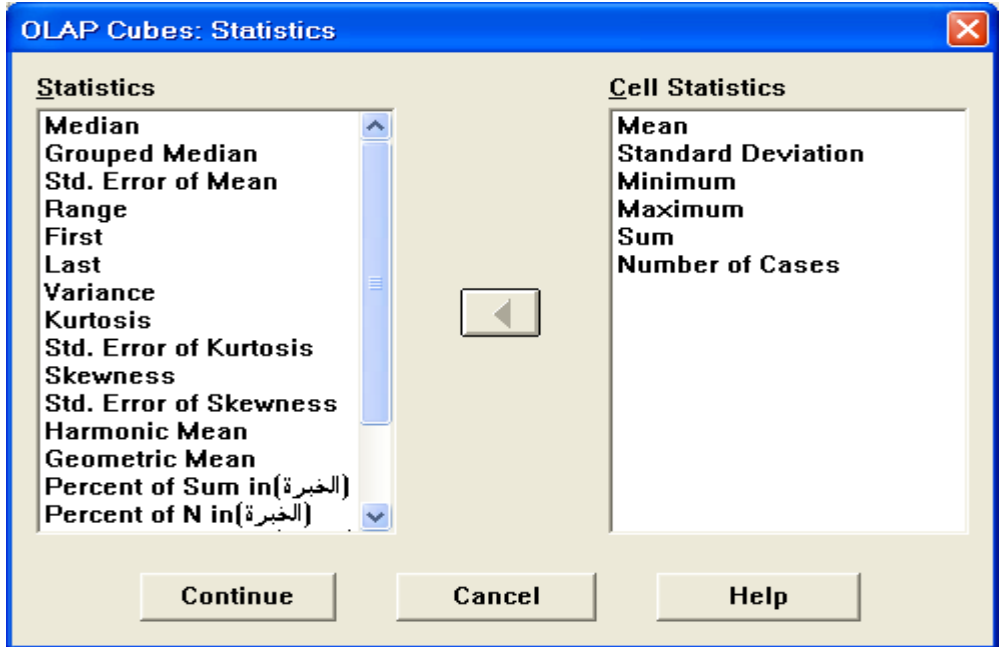 OLAP Cubes: Statistics
Statistics
Median
Grouped Median
Std. Error of Mean
Range
First
Last
Variance
Kurtosis
Std. Error of Kurtosis
Skewness
Std. Error of Skewness
Harmonic Mean
Geometric Mean
Percent of Sum in(الخبرة)
Percent of N in(الخبرة)
Cell Statistics
Mean
Standard Deviation
Minimum
Maximum
Sum
Number of Cases
Continue
Cancel
Help